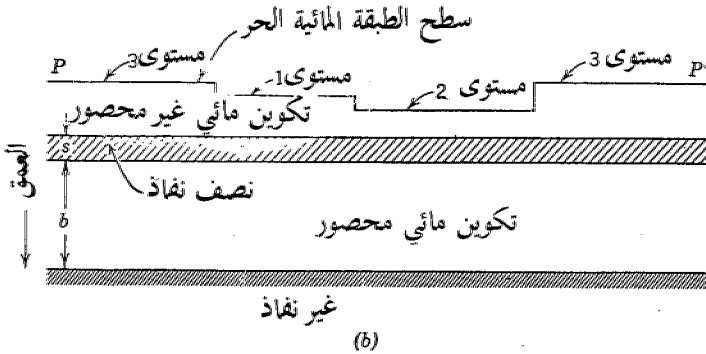 سطح الطبقة المائية الحر
P
مستوى 3
مستوى 1
مستوى 2
مستوى 3
P'
تكوين مائي غير محصور
s
العمق
نصف نفاذ
b
تكوين مائي محصور
غير نفاذ
(b)